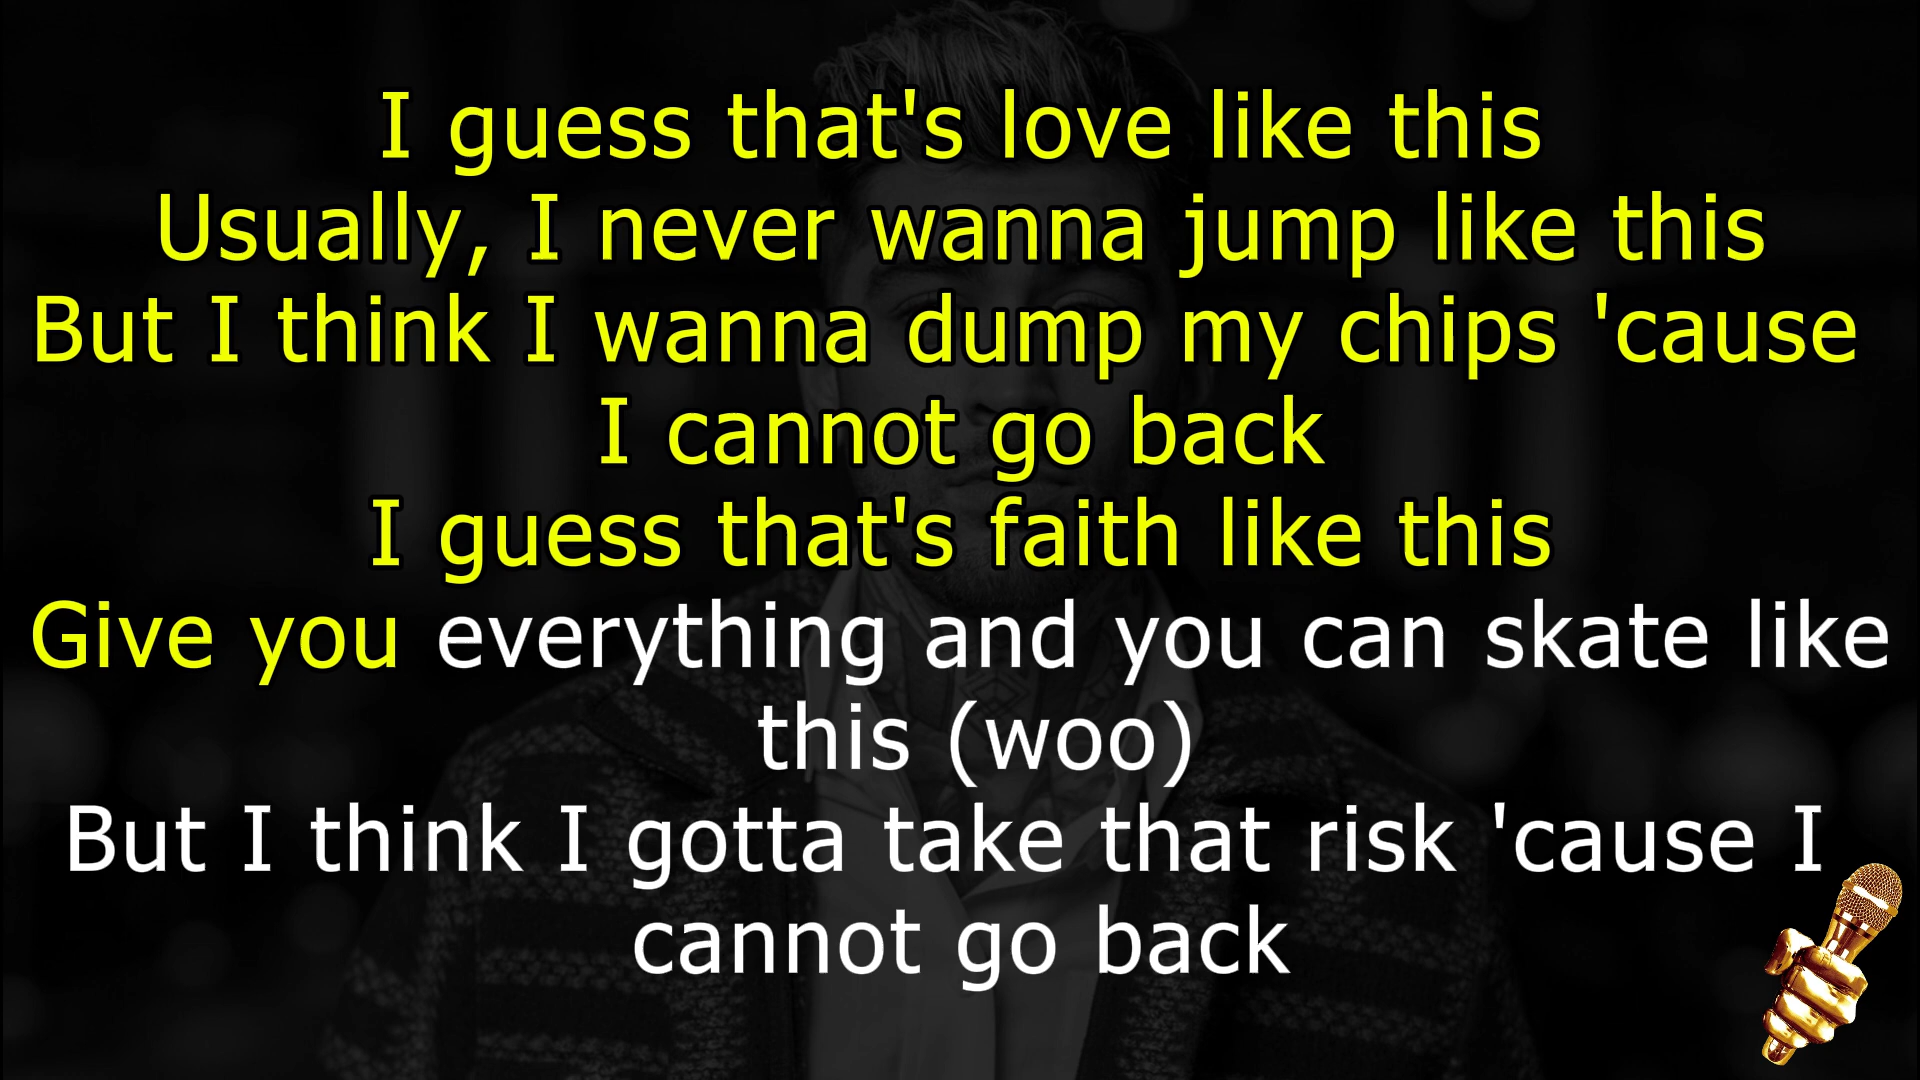 I guess that's love like this
Usually, I never wanna jump like this
But I think I wanna dump my chips 'cause
I cannot go back
I guess that's faith like this
Give you everything and you can skate like
this (woo)
But I think I gotta take that risk 'cause I
cannot go back